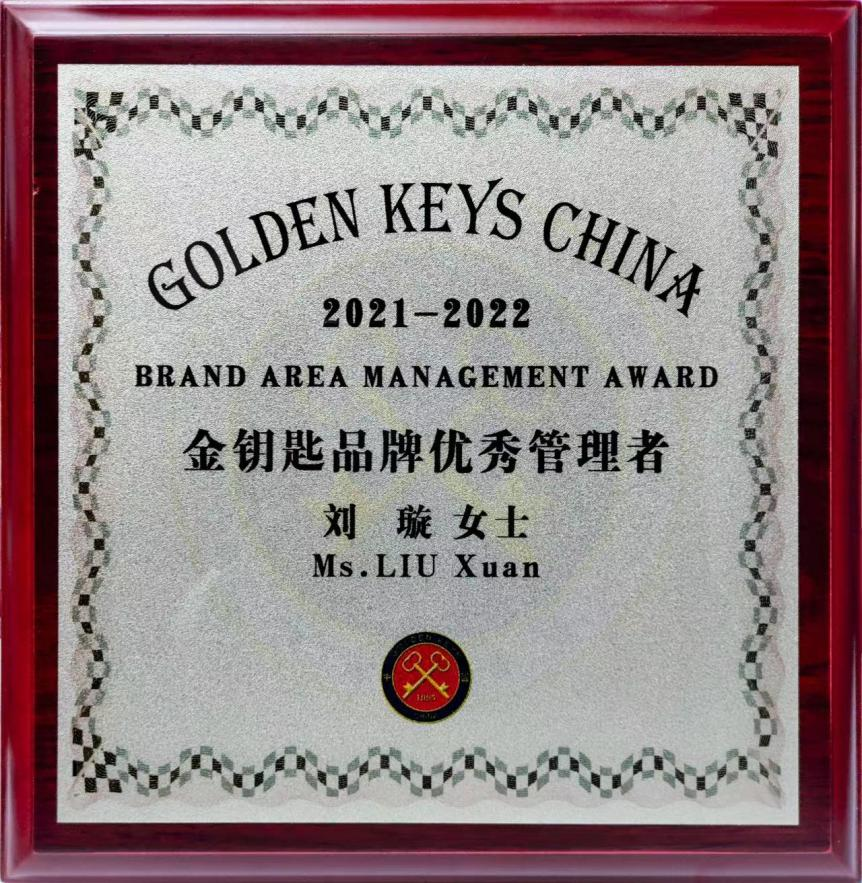 GOLDEN KEYS CHINA
2021-2022
BRAND AREA MANAGEMENT AWARD
金钥匙品牌优秀管理者
刘 璇 女士
Ms.LIU Xuan
1995